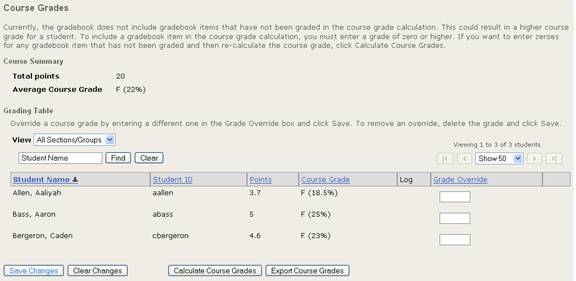 Course Grades
Currently, the gradebook does not include gradebook items that have not been graded in the course grade calculation. This could result in a higher course
grade for a student. To include a gradebook item in the course grade calculation, you must enter a grade of zero or higher. If you want to enter zeroes
for any gradebook item that has not been graded and then re-calculate the course grade, click Calculate Course Grades.
Course Summary
Total points 20
Average Course Grade F (22%)
Grading Table
Override a course grade by entering a different one in the Grade Override box and click Save. To remove an override, delete the grade and click Save.
View All Sections/Groups
Viewing 1 to 3 of 3 students
Student Name Find Clear |< < Show 50 > >|
Student Name Student ID Points Course Grade Log Grade Override
Allen, Aaliyah aallen 3.7 F (18.5%)
Bass, Aaron abass 5 F (25%)
Bergeron, Caden cbergeron 4.6 F (23%)
Save Changes Clear Changes Calculate Course Grades Export Course Grades